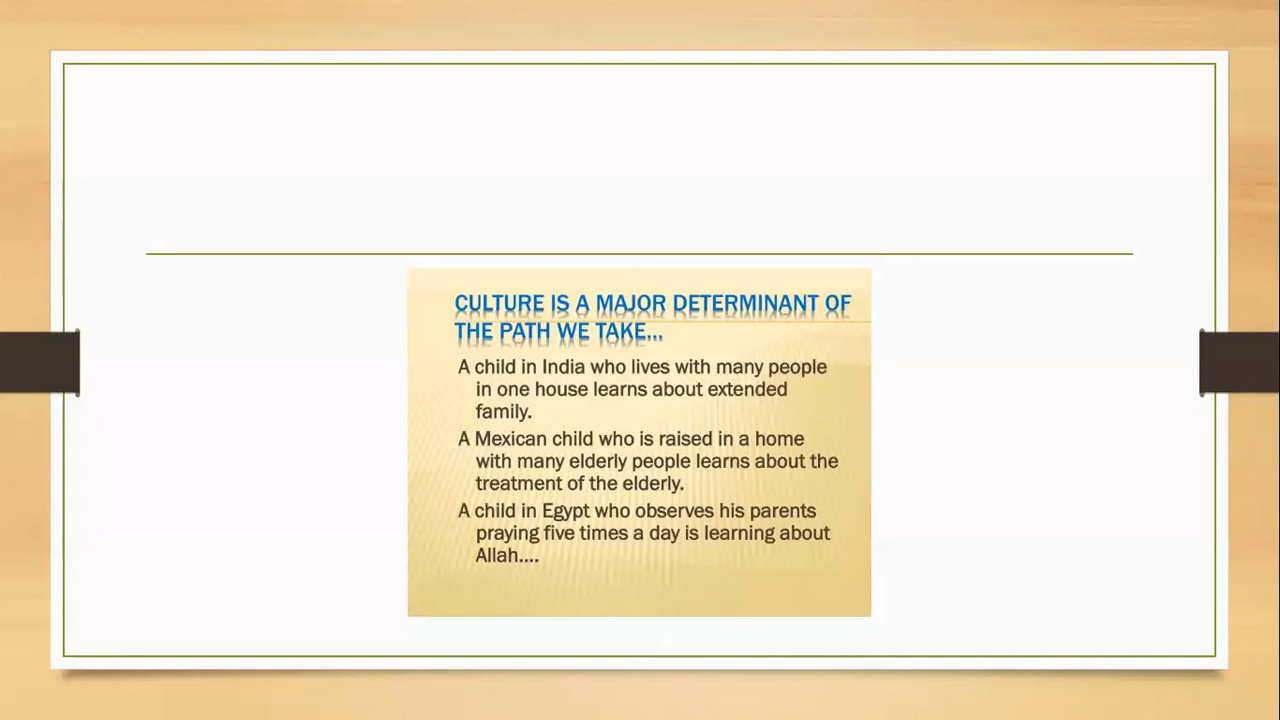 CULTURE IS A MAJOR DETERMINANT OF
THE PATH WE TAKE...
A child in India who lives with many people
in one house learns about extended
family.
A Mexican child who is raised in a home
with many elderly people learns about the
treatment of the elderly.
A child in Egypt who observes his parents
praying five times a day is learning about
Allah....